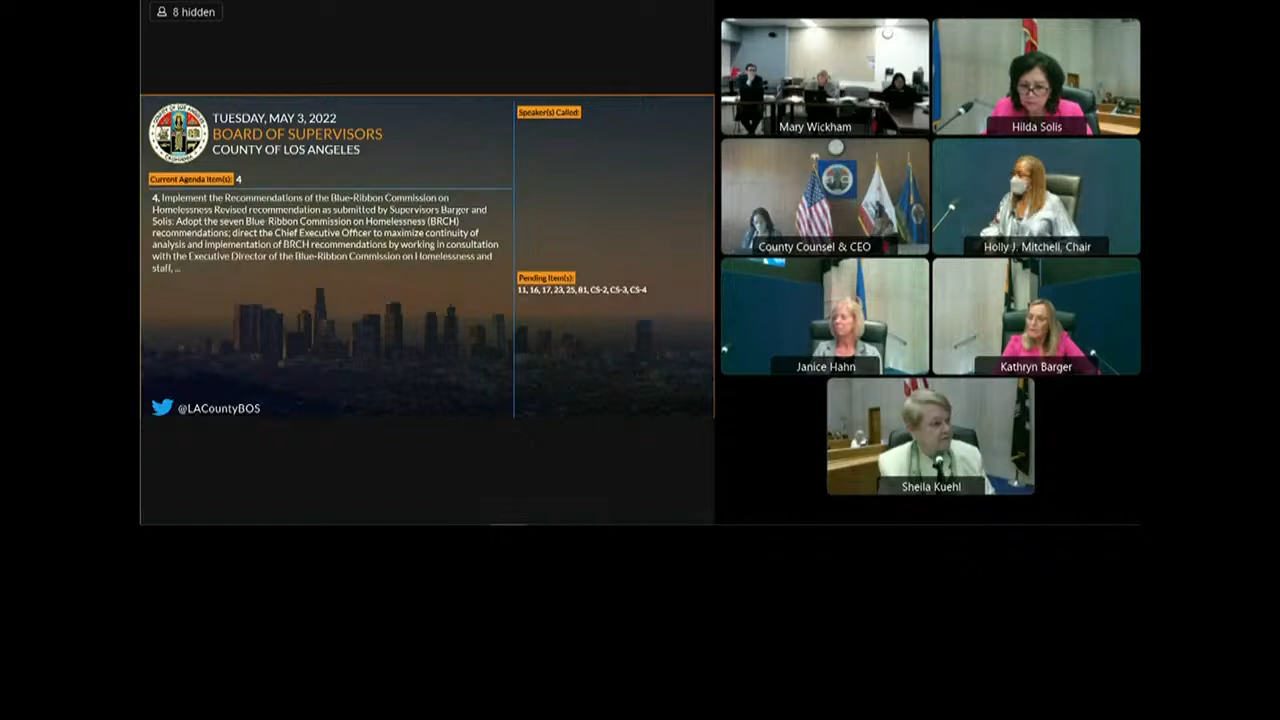 8 hidden
TUESDAY, MAY 3, 2022
BOARD OF SUPERVISORS
COUNTY OF LOS ANGELES
Current Agenda Item(s): 4
4. Implement the Recommendations of the Blue-Ribbon Commission on
Homelessness Revised recommendation as submitted by Supervisors Barger and
Solis: Adopt the seven Blue-Ribbon Commission on Homelessness (BRCH)
recommendations; direct the Chief Executive Officer to maximize continuity of
analysis and implementation of BRCH recommendations by working in consultation
with the Executive Director of the Blue-Ribbon Commission on Homelessness and
staff, ...
@LACountyBOS
Speaker(s) Called:
Pending Item(s):
11, 16, 17, 23, 25, 81, CS-2, CS-3, CS-4
Mary Wickham
Hilda Solis
County Counsel & CEO
Holly J. Mitchell, Chair
Janice Hahn
Kathryn Barger
Sheila Kuehl